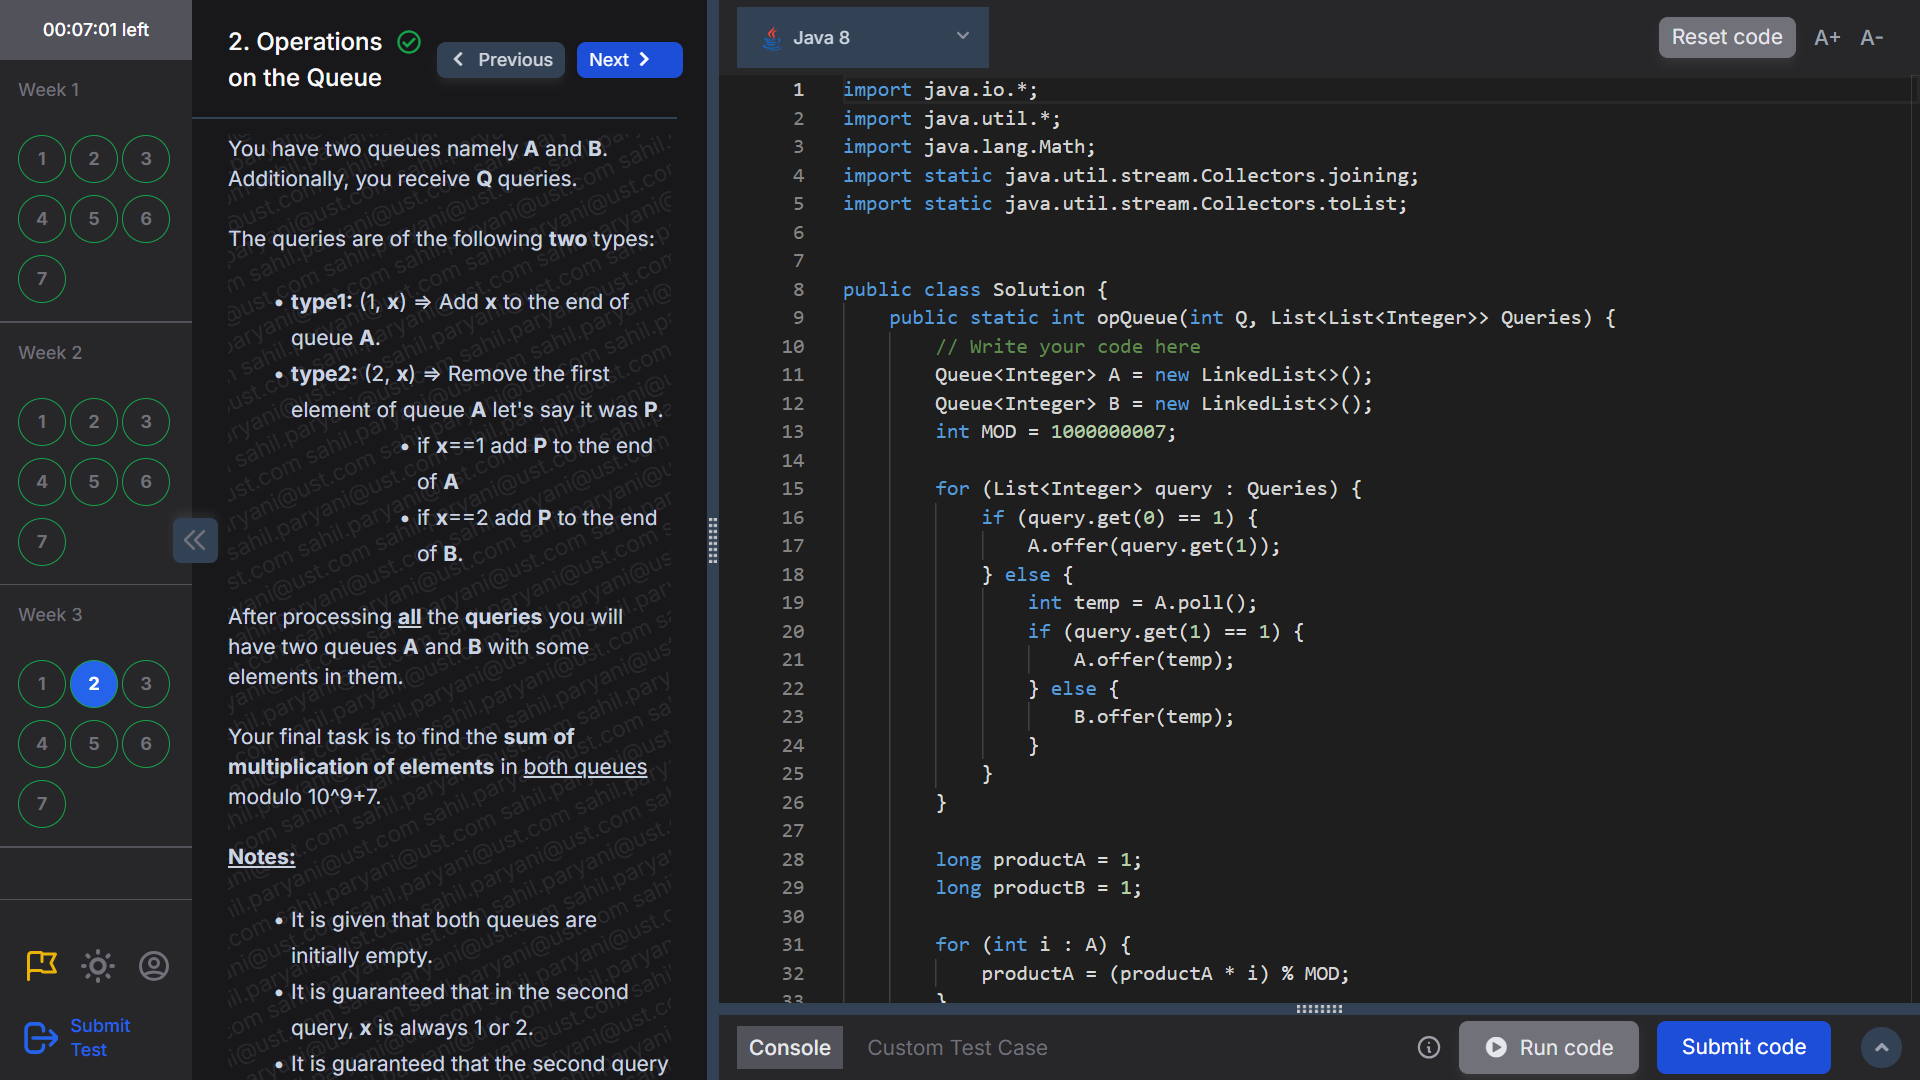 00:07:01 left
Week 1
1 2 3
4 5 6
7
Week 2
1 2 3
4 5 6
7
Week 3
1 2 3
4 5 6
7
Submit
Test
2. Operations
on the Queue
Previous
Next
You have two queues namely A and B.
Additionally, you receive Q queries.
The queries are of the following two types:
• type1: (1, x) ⇒ Add x to the end of
queue A.
• type2: (2, x) ⇒ Remove the first
element of queue A let's say it was P.
• if x==1 add P to the end
of A
• if x==2 add P to the end
of B.
After processing all the queries you will
have two queues A and B with some
elements in them.
Your final task is to find the sum of
multiplication of elements in both queues
modulo 10^9+7.
Notes:
• It is given that both queues are
initially empty.
• It is guaranteed that in the second
query, x is always 1 or 2.
• It is guaranteed that the second query
sahil.paryani@ust.com
Java 8
Reset code
A+ A-
1 import java.io.*;
2 import java.util.*;
3 import java.lang.Math;
4 import static java.util.stream.Collectors.joining;
5 import static java.util.stream.Collectors.toList;
6
7
8 public class Solution {
9 public static int opQueue(int Q, List<List<Integer>> Queries) {
10 // Write your code here
11 Queue<Integer> A = new LinkedList<>();
12 Queue<Integer> B = new LinkedList<>();
13 int MOD = 1000000007;
14
15 for (List<Integer> query : Queries) {
16 if (query.get(0) == 1) {
17 A.offer(query.get(1));
18 } else {
19 int temp = A.poll();
20 if (query.get(1) == 1) {
21 A.offer(temp);
22 } else {
23 B.offer(temp);
24 }
25 }
26 }
27
28 long productA = 1;
29 long productB = 1;
30
31 for (int i : A) {
32 productA = (productA * i) % MOD;
33 }
Console
Custom Test Case
Run code
Submit code